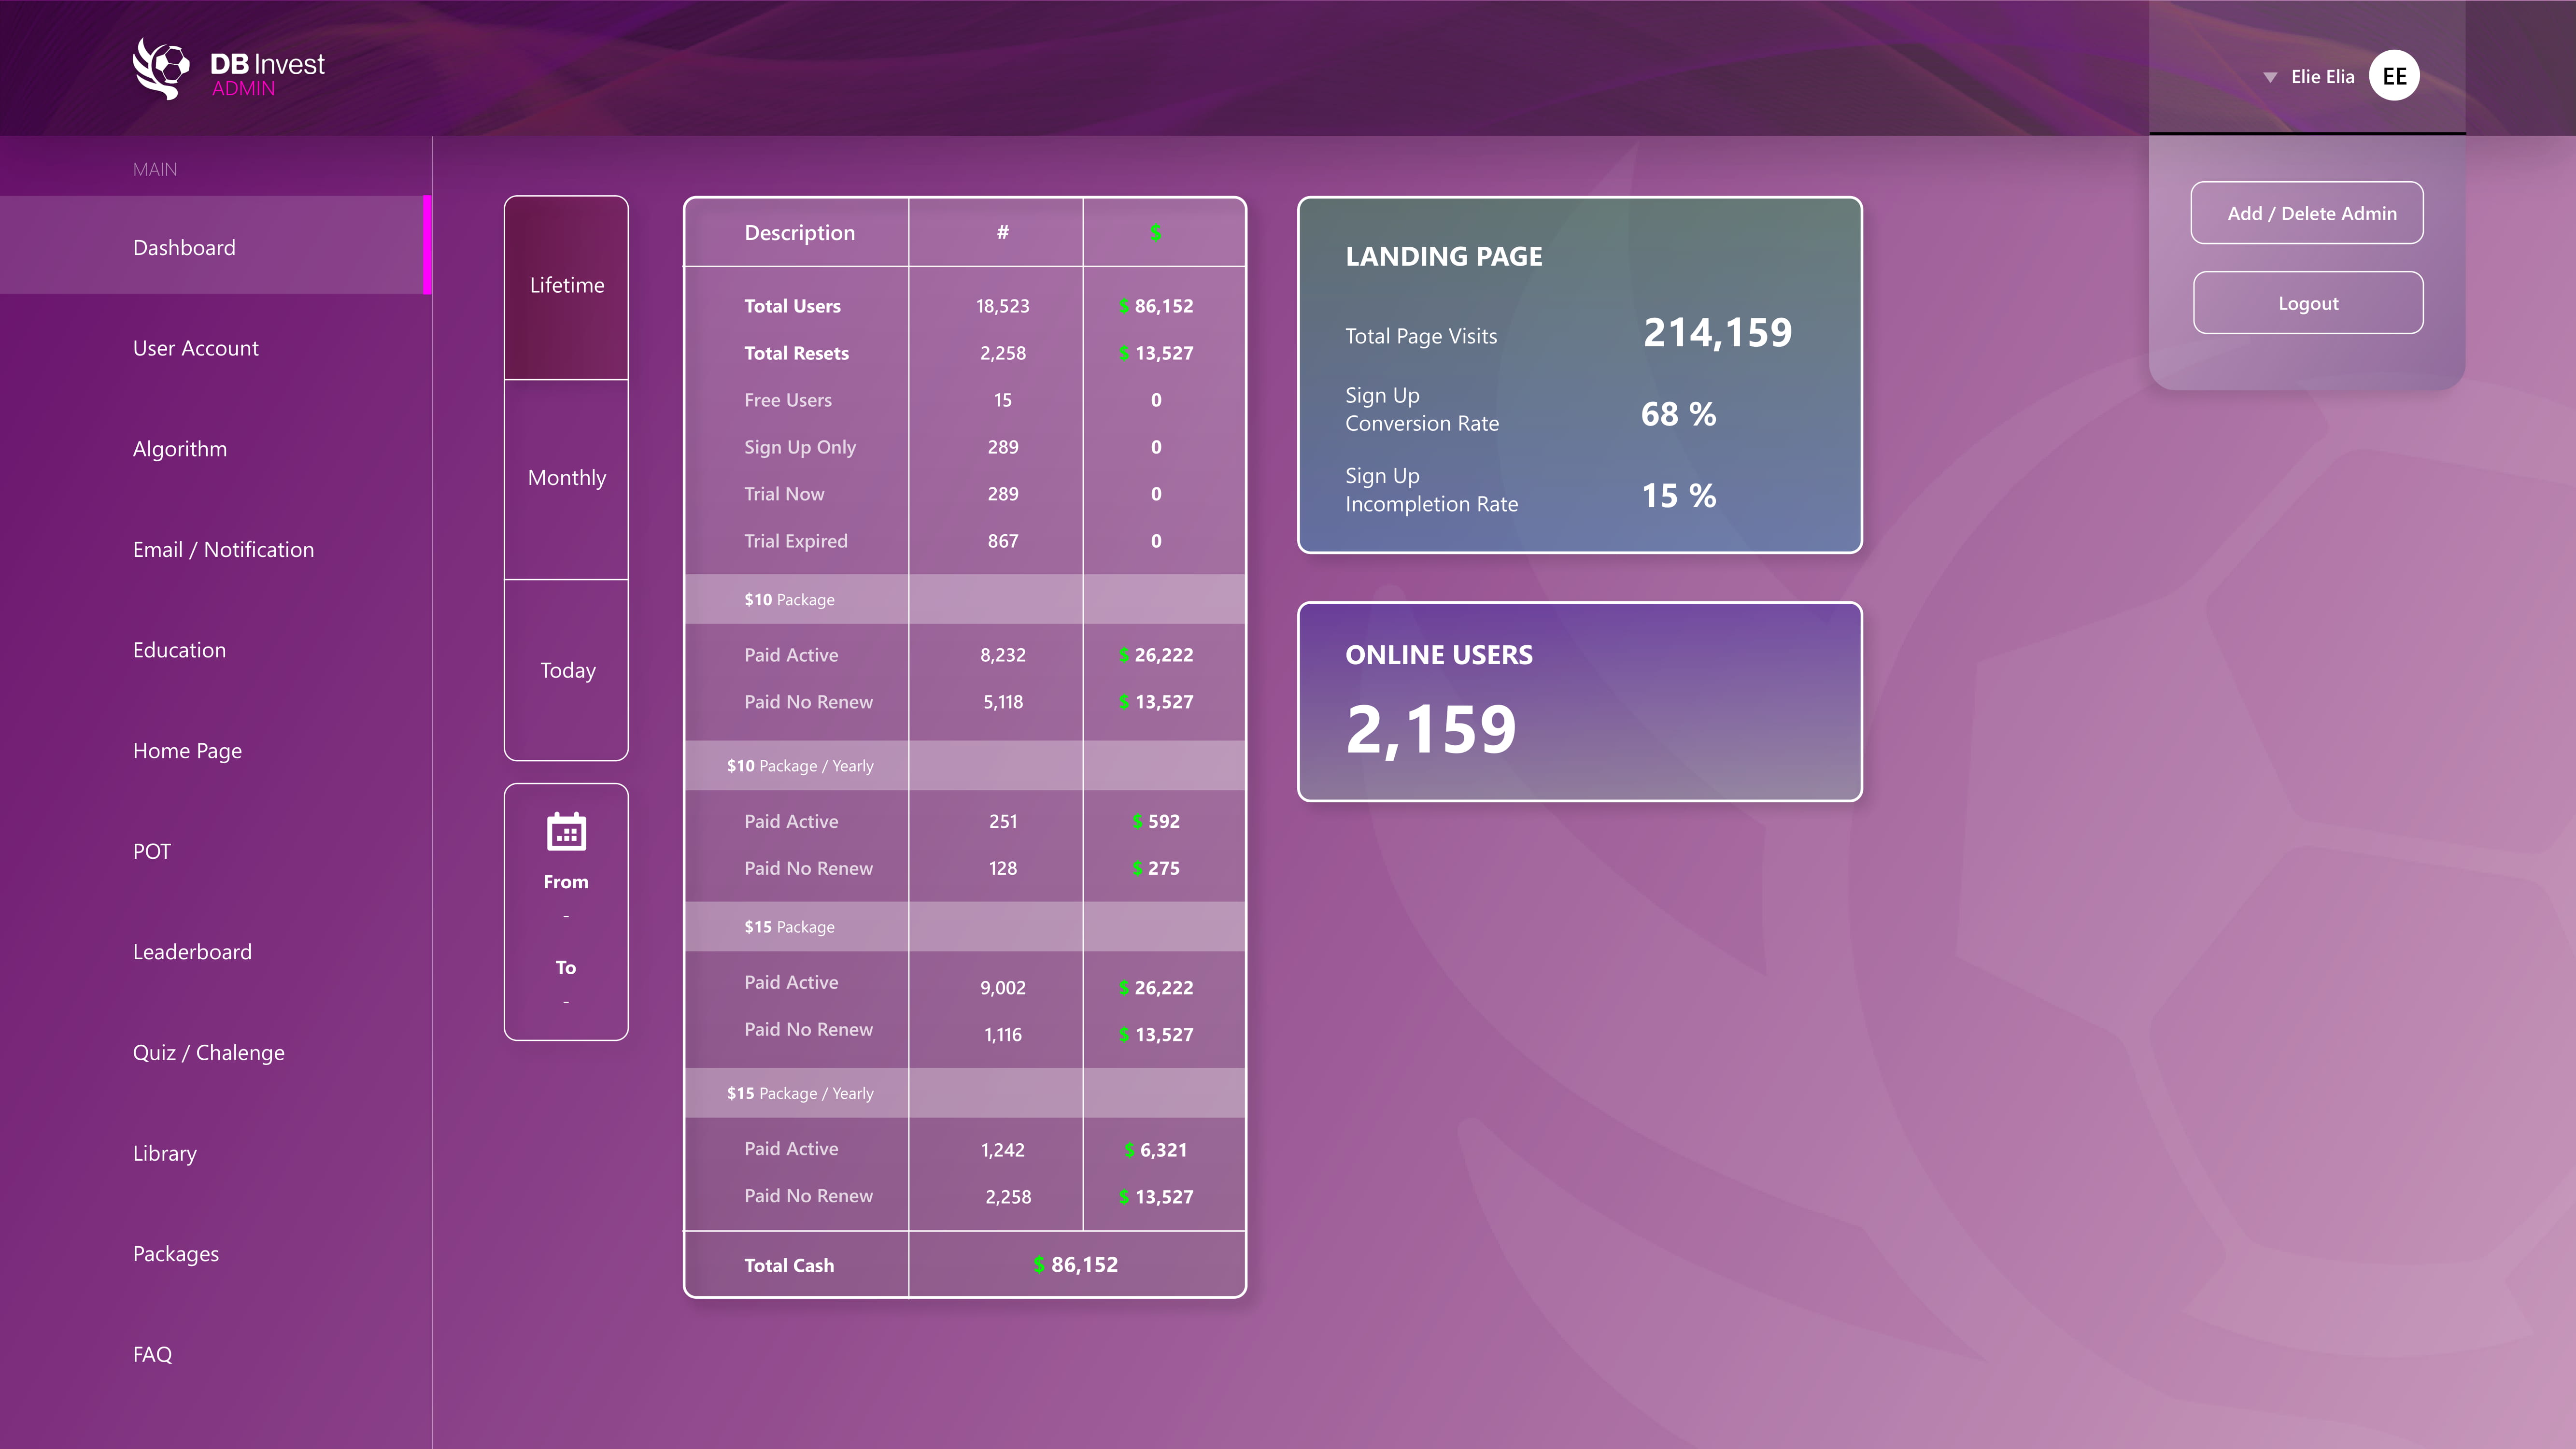 DB Invest
ADMIN
Elie Elia
EE
MAIN
Dashboard
User Account
Algorithm
Email / Notification
Education
Home Page
POT
Leaderboard
Quiz / Chalenge
Library
Packages
FAQ
Lifetime
Monthly
Today
From
-
To
-
Description # $
Total Users 18,523 $ 86,152
Total Resets 2,258 $ 13,527
Free Users 15 0
Sign Up Only 289 0
Trial Now 289 0
Trial Expired 867 0
$10 Package
Paid Active 8,232 $ 26,222
Paid No Renew 5,118 $ 13,527
$10 Package / Yearly
Paid Active 251 $ 592
Paid No Renew 128 $ 275
$15 Package
Paid Active 9,002 $ 26,222
Paid No Renew 1,116 $ 13,527
$15 Package / Yearly
Paid Active 1,242 $ 6,321
Paid No Renew 2,258 $ 13,527
Total Cash $ 86,152
LANDING PAGE
Total Page Visits 214,159
Sign Up
Conversion Rate 68 %
Sign Up
Incompletion Rate 15 %
ONLINE USERS
2,159
Add / Delete Admin
Logout